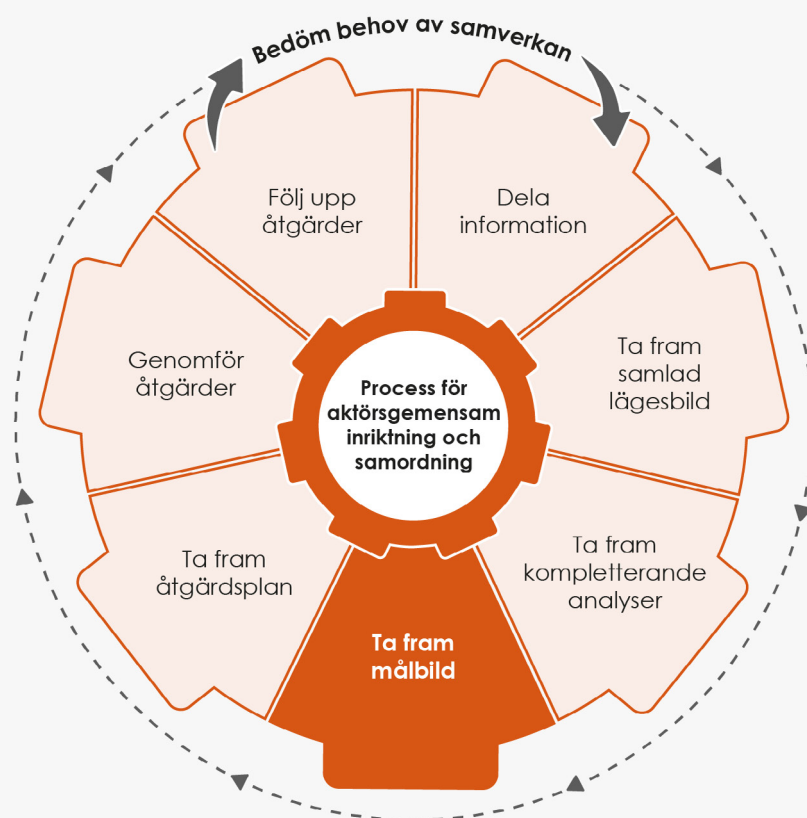 Bedöm behov av samverkan
Följ upp
åtgärder
Dela
information
Genomför
åtgärder
Ta fram
samlad
lägesbild
Process för
aktörsgemensam
inriktning och
samordning
Ta fram
åtgärdsplan
Ta fram
kompletterande
analyser
Ta fram
målbild